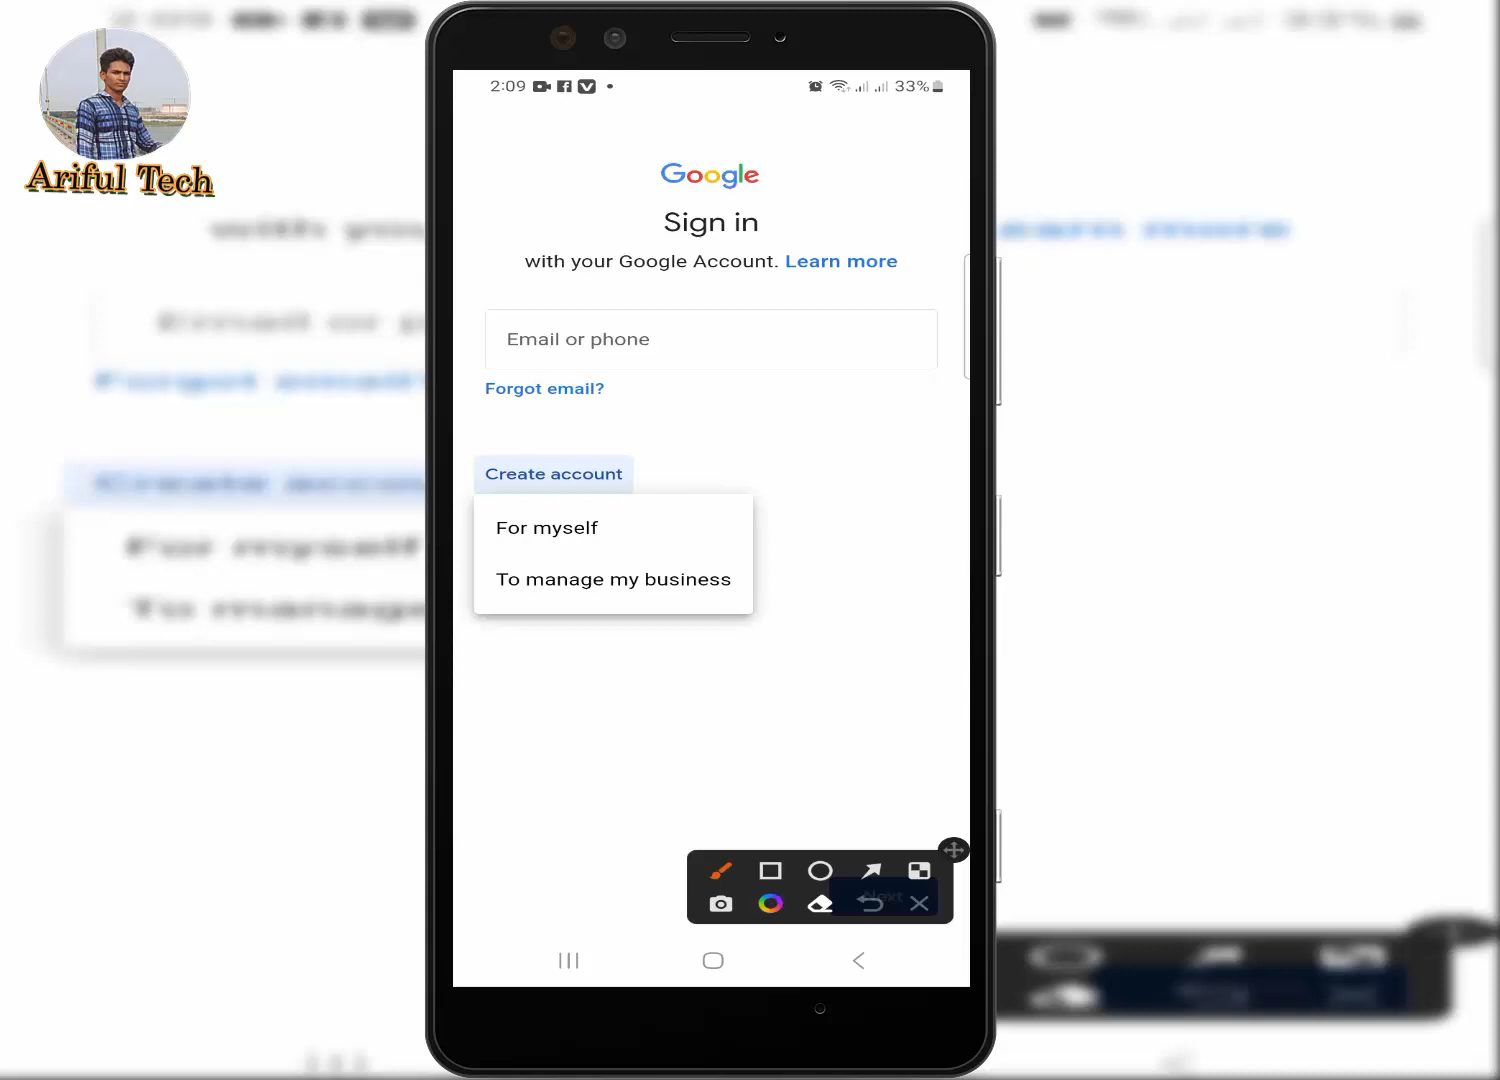 Ariful Tech
2:09
33%
Google
Sign in
with your Google Account. Learn more
Email or phone
Forgot email?
Create account
For myself
To manage my business
Next